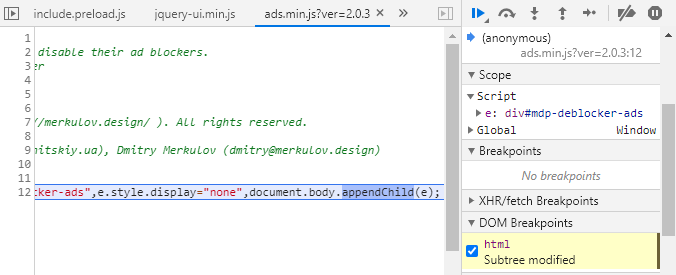 include.preload.js
jquery-ui.min.js
ads.min.js?ver=2.0.3
1
2 disable their ad blockers.
3 er
4
5
6
7 //merkulov.design/ ). All rights reserved.
8
9 nitskiy.ua), Dmitry Merkulov (dmitry@merkulov.design)
10
11
12 cker-ads",e.style.display="none",document.body.appendChild(e);
(anonymous)
ads.min.js?ver=2.0.3:12
Scope
Script
e: div#mdp-deblocker-ads
Global Window
Breakpoints
No breakpoints
XHR/fetch Breakpoints
DOM Breakpoints
html
Subtree modified